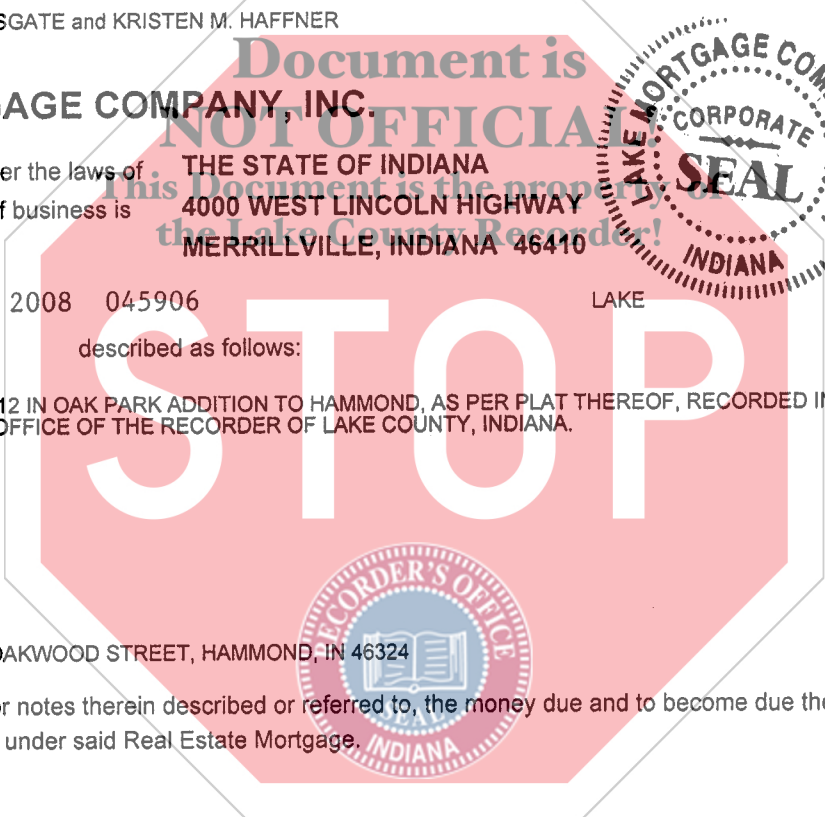 SGATE and KRISTEN M. HAFFNER
Document is
GAGE COMPANY, INC.
NOT OFFICIAL!
er the laws of THE STATE OF INDIANA
This Document is the property of
f business is 4000 WEST LINCOLN HIGHWAY
the Lake County Recorder!
MERRILLVILLE, INDIANA 46410
LAKE MORTGAGE COM
CORPORATE
SEAL
INDIANA
2008 045906 LAKE
described as follows:
STOP
12 IN OAK PARK ADDITION TO HAMMOND, AS PER PLAT THEREOF, RECORDED IN
OFFICE OF THE RECORDER OF LAKE COUNTY, INDIANA.
RECORDER'S OFFICE
SEAL
INDIANA
OAKWOOD STREET, HAMMOND, IN 46324
r notes therein described or referred to, the money due and to become due the
under said Real Estate Mortgage.